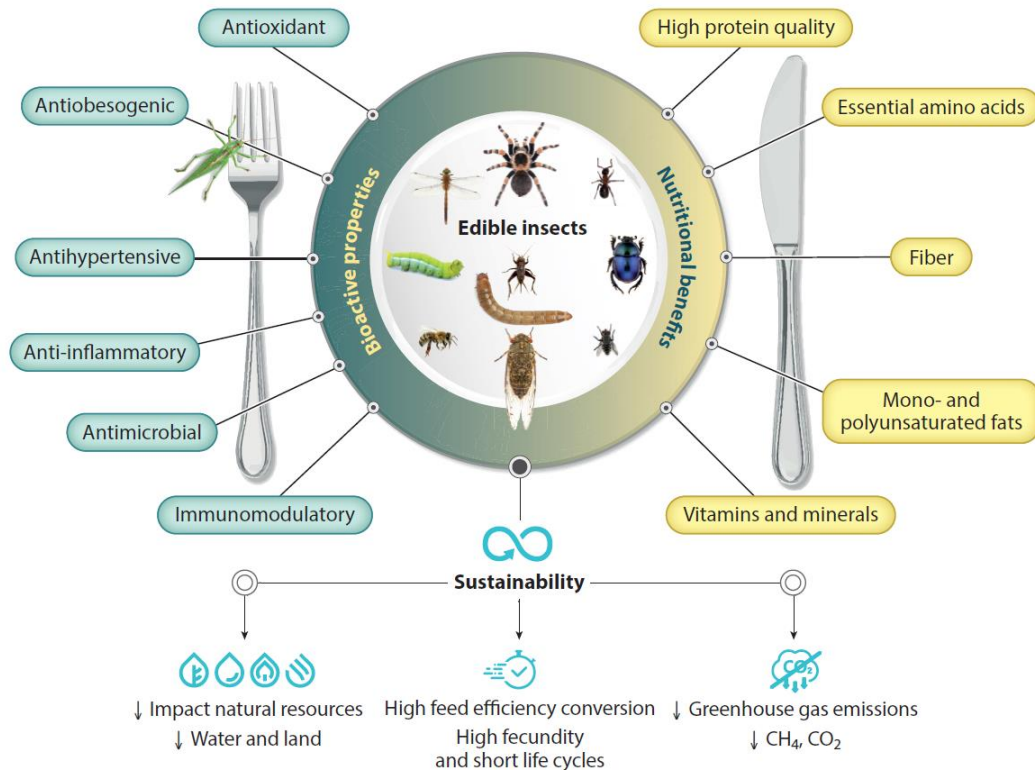 Antioxidant
Antiobesogenic
Antihypertensive
Anti-inflammatory
Antimicrobial
Immunomodulatory
Bioactive properties
Edible insects
Nutritional benefits
High protein quality
Essential amino acids
Fiber
Mono- and
polyunsaturated fats
Vitamins and minerals
Sustainability
↓ Impact natural resources
↓ Water and land
High feed efficiency conversion
High fecundity
and short life cycles
CO₂
↓ Greenhouse gas emissions
↓ CH₄, CO₂